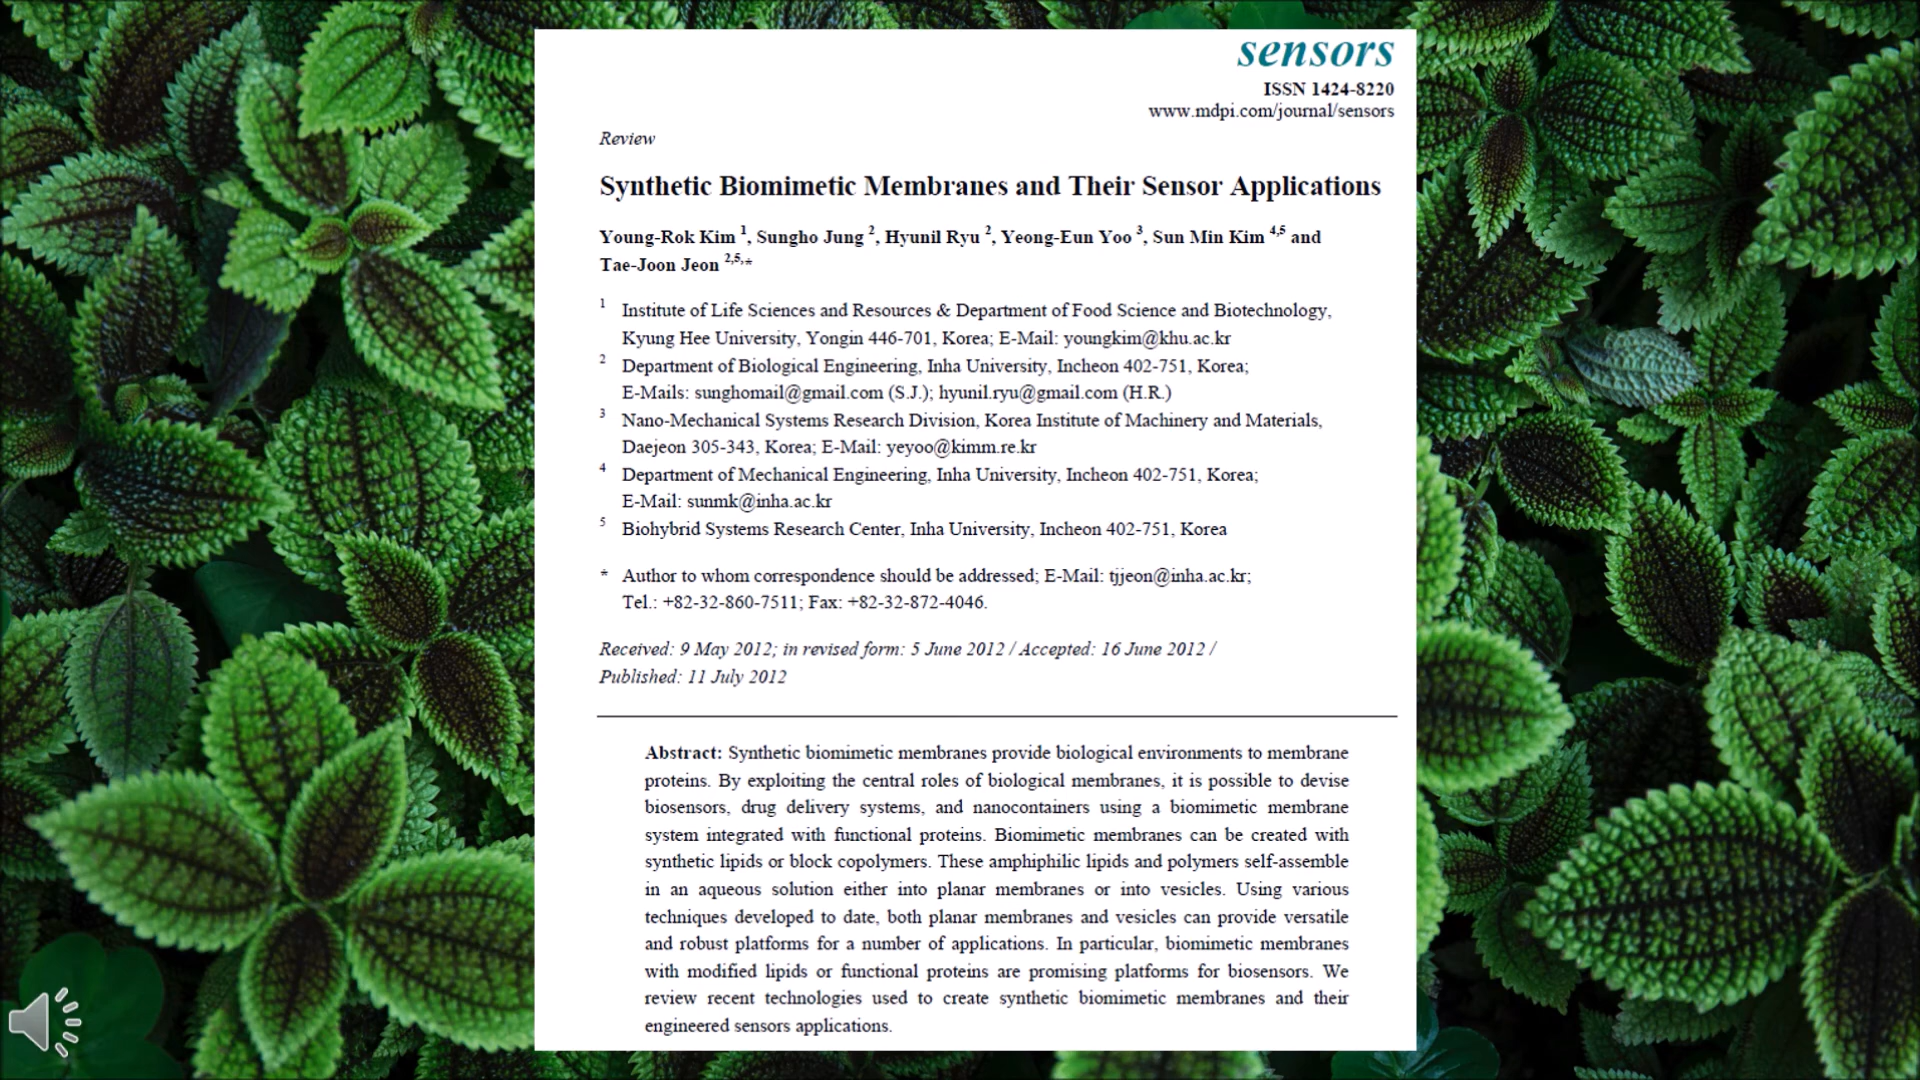 sensors
ISSN 1424-8220
www.mdpi.com/journal/sensors
Review
Synthetic Biomimetic Membranes and Their Sensor Applications
Young-Rok Kim 1, Sungho Jung 2, Hyunil Ryu 2, Yeong-Eun Yoo 3, Sun Min Kim 4,5 and
Tae-Joon Jeon 2,5,*
1 Institute of Life Sciences and Resources & Department of Food Science and Biotechnology,
Kyung Hee University, Yongin 446-701, Korea; E-Mail: youngkim@khu.ac.kr
2 Department of Biological Engineering, Inha University, Incheon 402-751, Korea;
E-Mails: sunghomail@gmail.com (S.J.); hyunil.ryu@gmail.com (H.R.)
3 Nano-Mechanical Systems Research Division, Korea Institute of Machinery and Materials,
Daejeon 305-343, Korea; E-Mail: yeyoo@kimm.re.kr
4 Department of Mechanical Engineering, Inha University, Incheon 402-751, Korea;
E-Mail: sunmk@inha.ac.kr
5 Biohybrid Systems Research Center, Inha University, Incheon 402-751, Korea
* Author to whom correspondence should be addressed; E-Mail: tjjeon@inha.ac.kr;
Tel.: +82-32-860-7511; Fax: +82-32-872-4046.
Received: 9 May 2012; in revised form: 5 June 2012 / Accepted: 16 June 2012 /
Published: 11 July 2012
Abstract: Synthetic biomimetic membranes provide biological environments to membrane
proteins. By exploiting the central roles of biological membranes, it is possible to devise
biosensors, drug delivery systems, and nanocontainers using a biomimetic membrane
system integrated with functional proteins. Biomimetic membranes can be created with
synthetic lipids or block copolymers. These amphiphilic lipids and polymers self-assemble
in an aqueous solution either into planar membranes or into vesicles. Using various
techniques developed to date, both planar membranes and vesicles can provide versatile
and robust platforms for a number of applications. In particular, biomimetic membranes
with modified lipids or functional proteins are promising platforms for biosensors. We
review recent technologies used to create synthetic biomimetic membranes and their
engineered sensors applications.